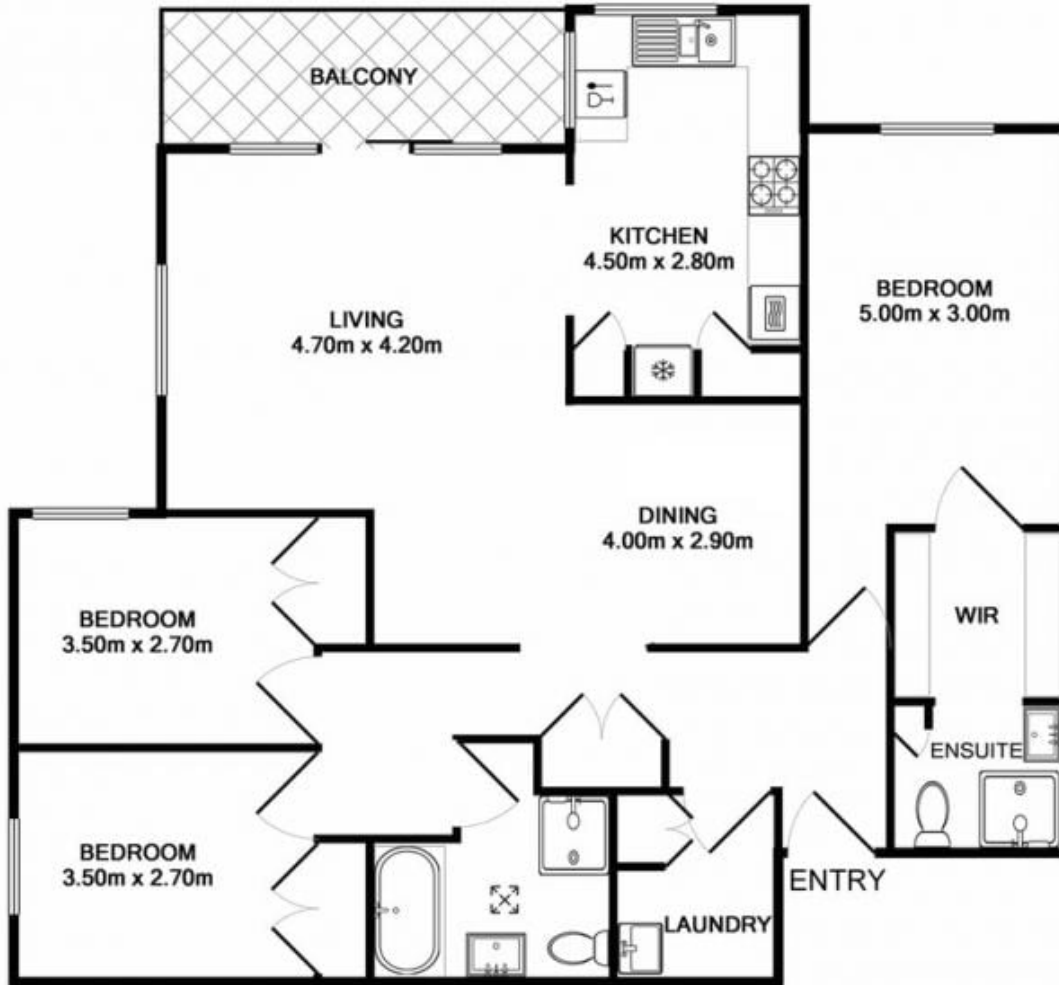 BALCONY
KITCHEN
4.50m x 2.80m
BEDROOM
5.00m x 3.00m
LIVING
4.70m x 4.20m
DINING
4.00m x 2.90m
BEDROOM
3.50m x 2.70m
WIR
ENSUITE
BEDROOM
3.50m x 2.70m
ENTRY
LAUNDRY